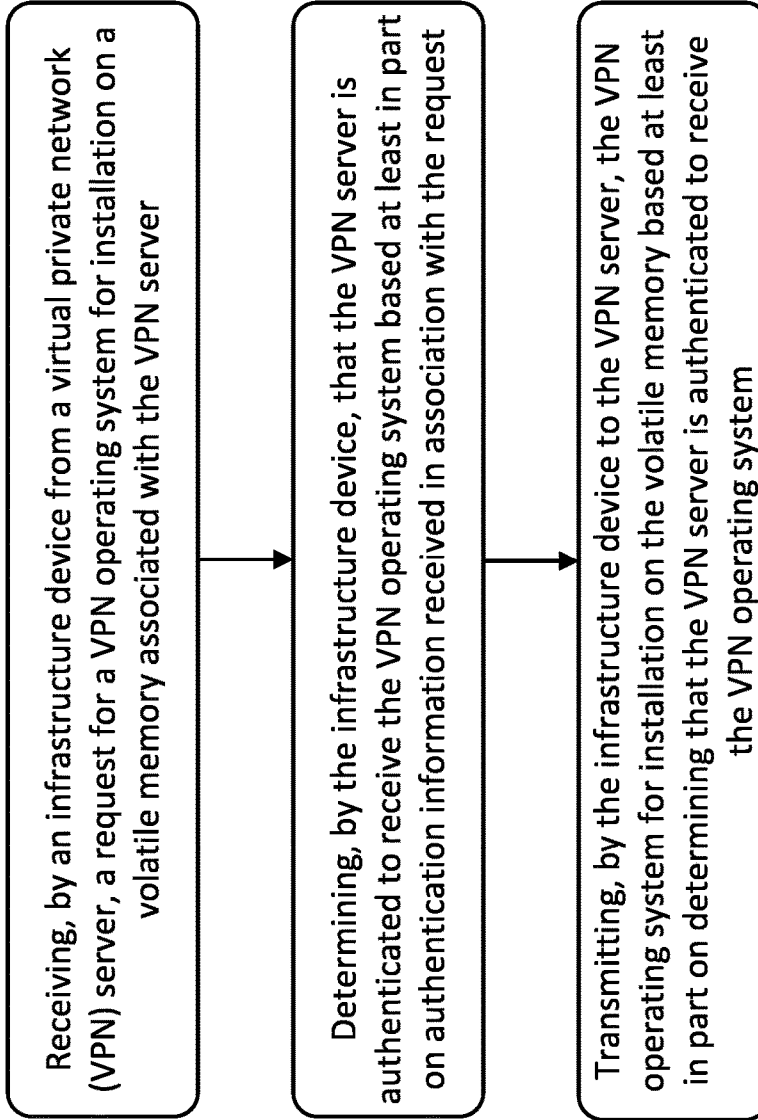 Receiving, by an infrastructure device from a virtual private network
(VPN) server, a request for a VPN operating system for installation on a
volatile memory associated with the VPN server
Determining, by the infrastructure device, that the VPN server is
authenticated to receive the VPN operating system based at least in part
on authentication information received in association with the request
Transmitting, by the infrastructure device to the VPN server, the VPN
operating system for installation on the volatile memory based at least
in part on determining that the VPN server is authenticated to receive
the VPN operating system